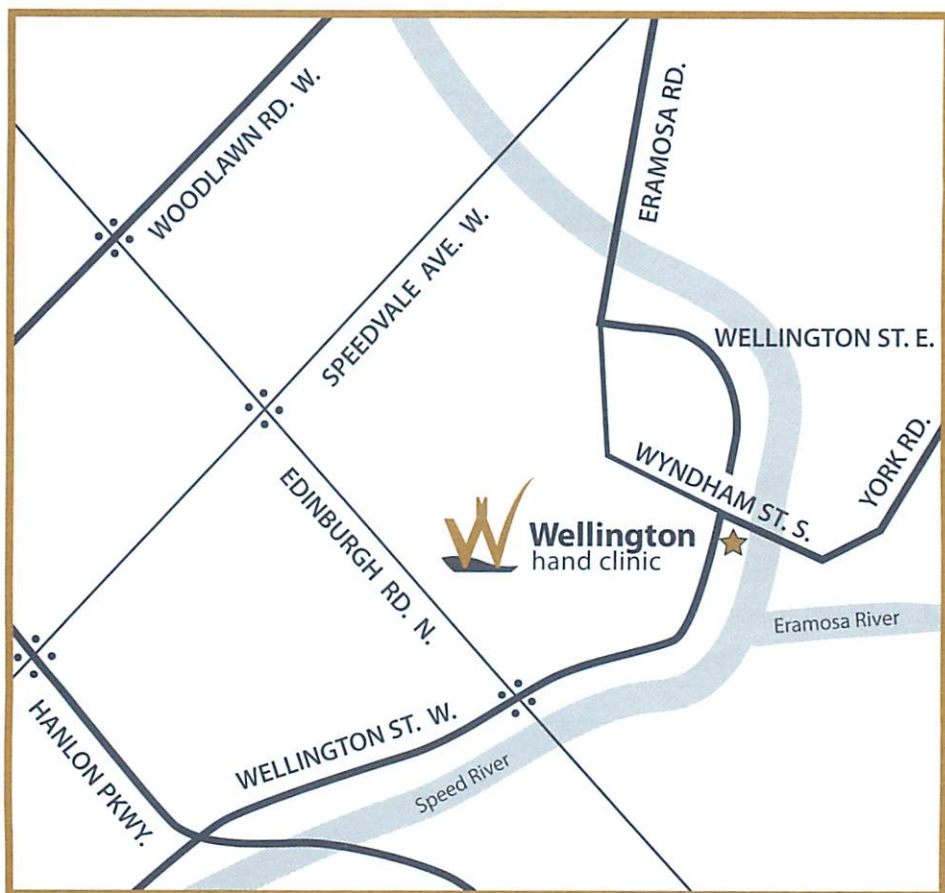 WOODLAWN RD. W.
ERAMOSA RD.
SPEEDVALE AVE. W.
WELLINGTON ST. E.
YORK RD.
WYNDHAM ST. S.
EDINBURGH RD. N.
Wellington
hand clinic
Eramosa River
HANLON PKWY.
WELLINGTON ST. W.
Speed River